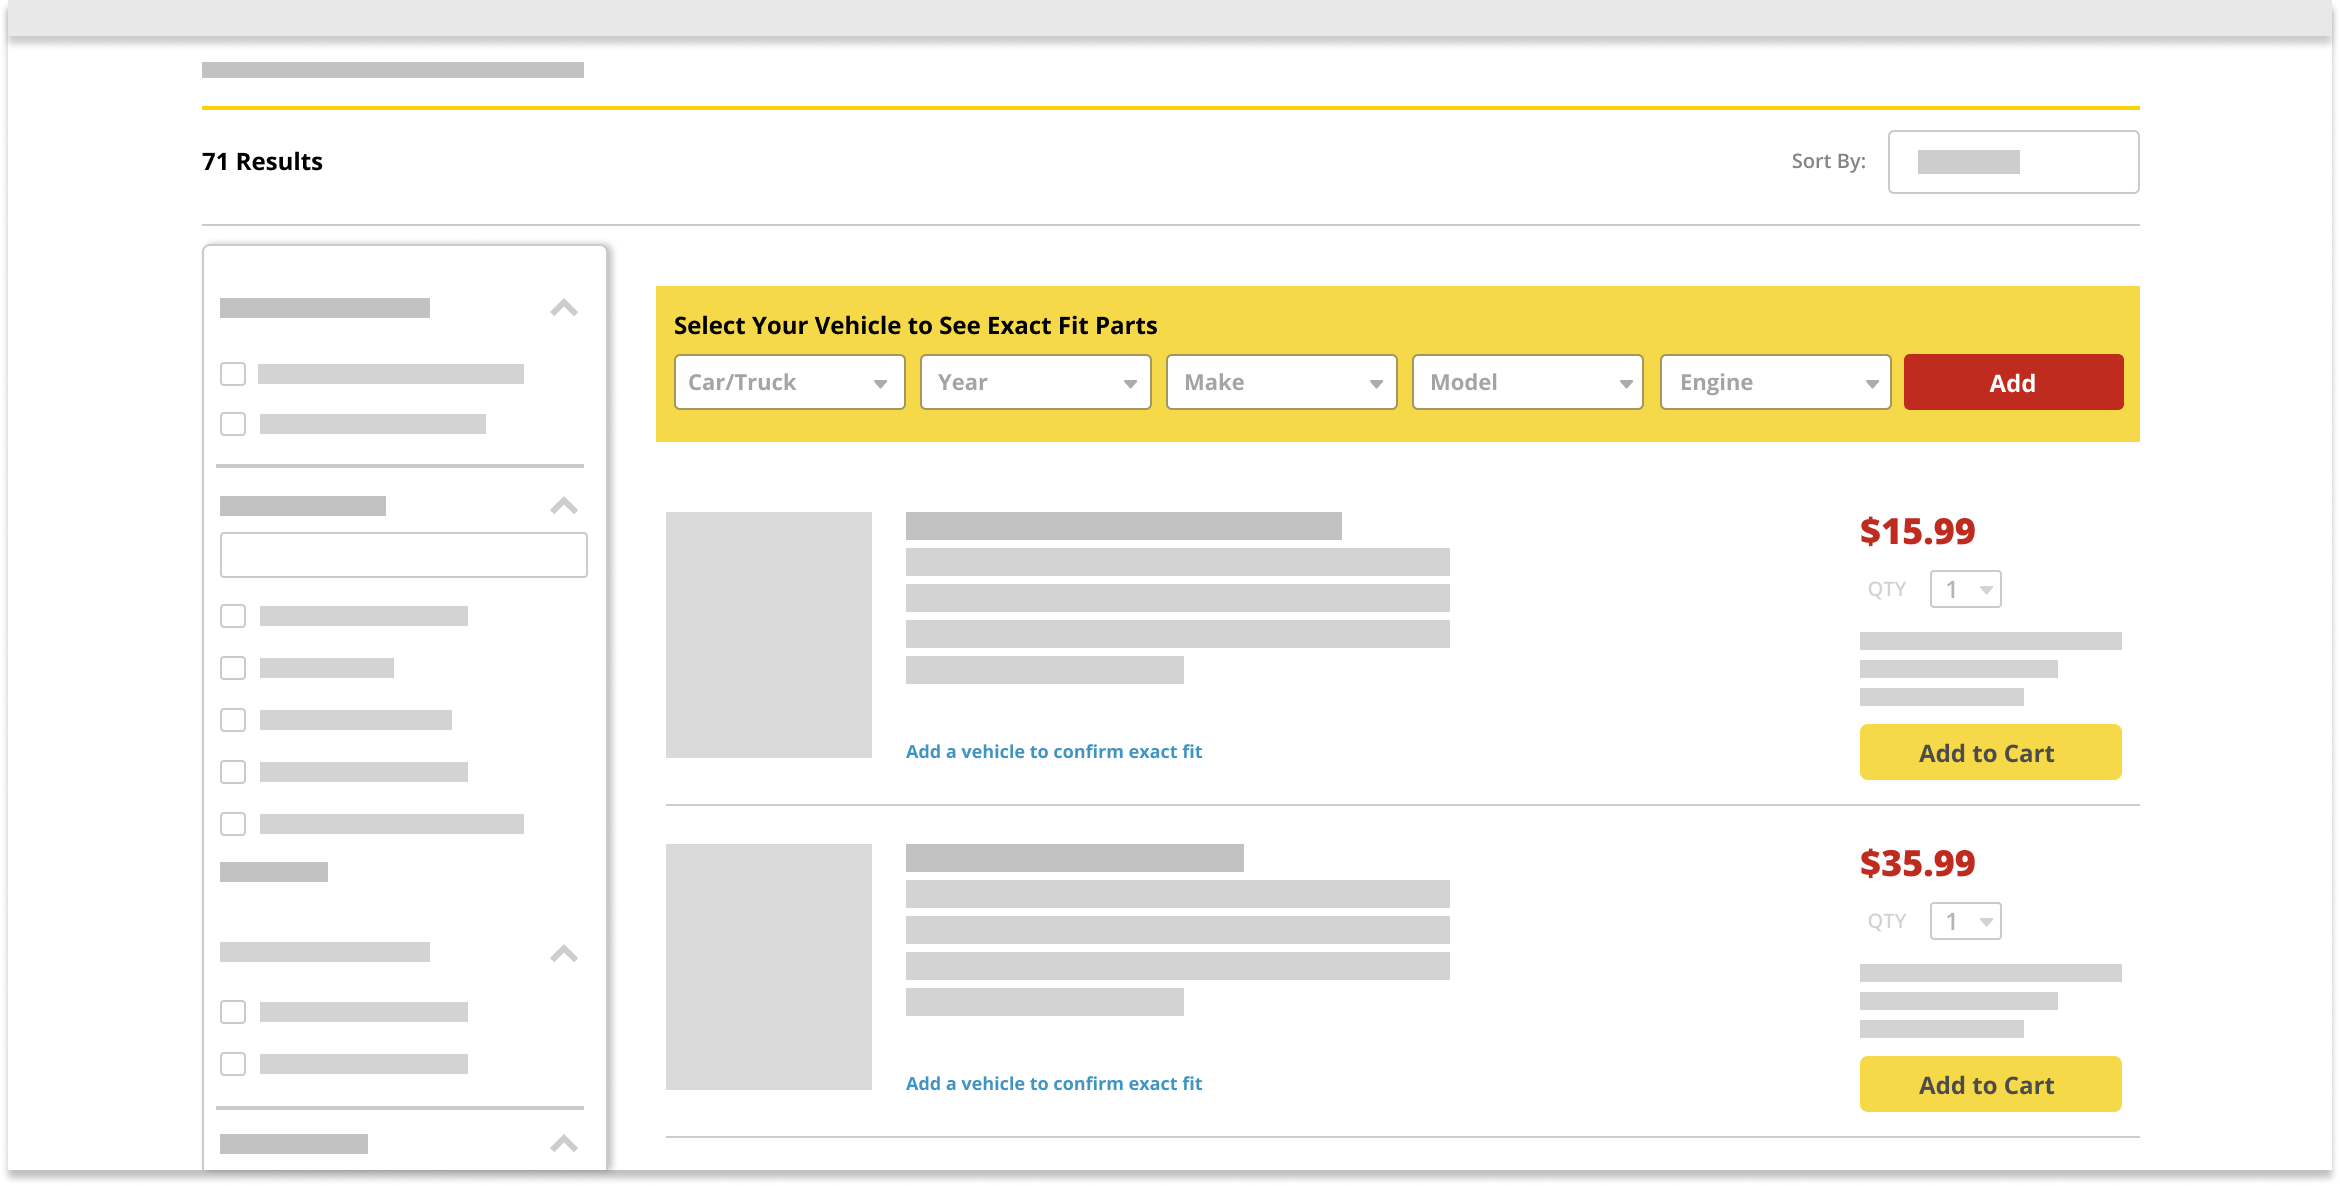 71 Results
Sort By:
Select Your Vehicle to See Exact Fit Parts
Car/Truck Year Make Model Engine Add
$15.99
QTY 1
Add a vehicle to confirm exact fit
Add to Cart
$35.99
QTY 1
Add a vehicle to confirm exact fit
Add to Cart